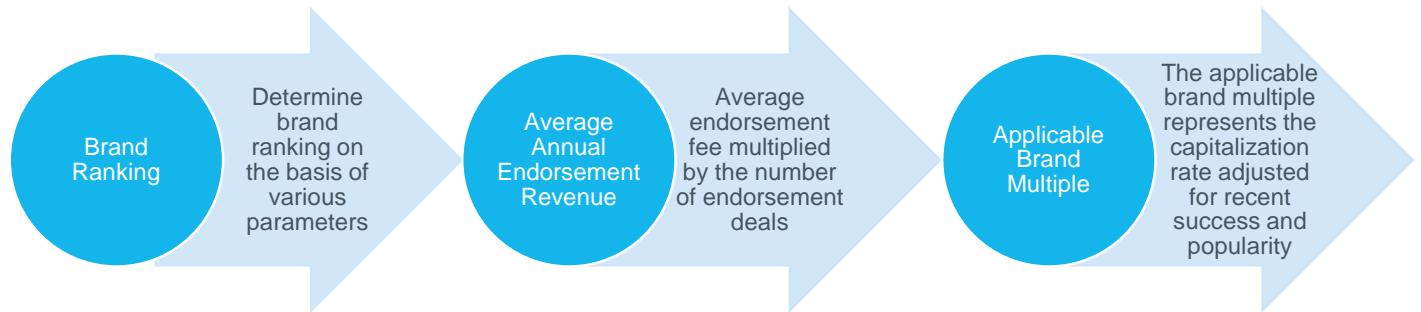 Brand
Ranking
Determine
brand
ranking on
the basis of
various
parameters
Average
Annual
Endorsement
Revenue
Average
endorsement
fee multiplied
by the number
of endorsement
deals
Applicable
Brand
Multiple
The applicable
brand multiple
represents the
capitalization
rate adjusted
for recent
success and
popularity